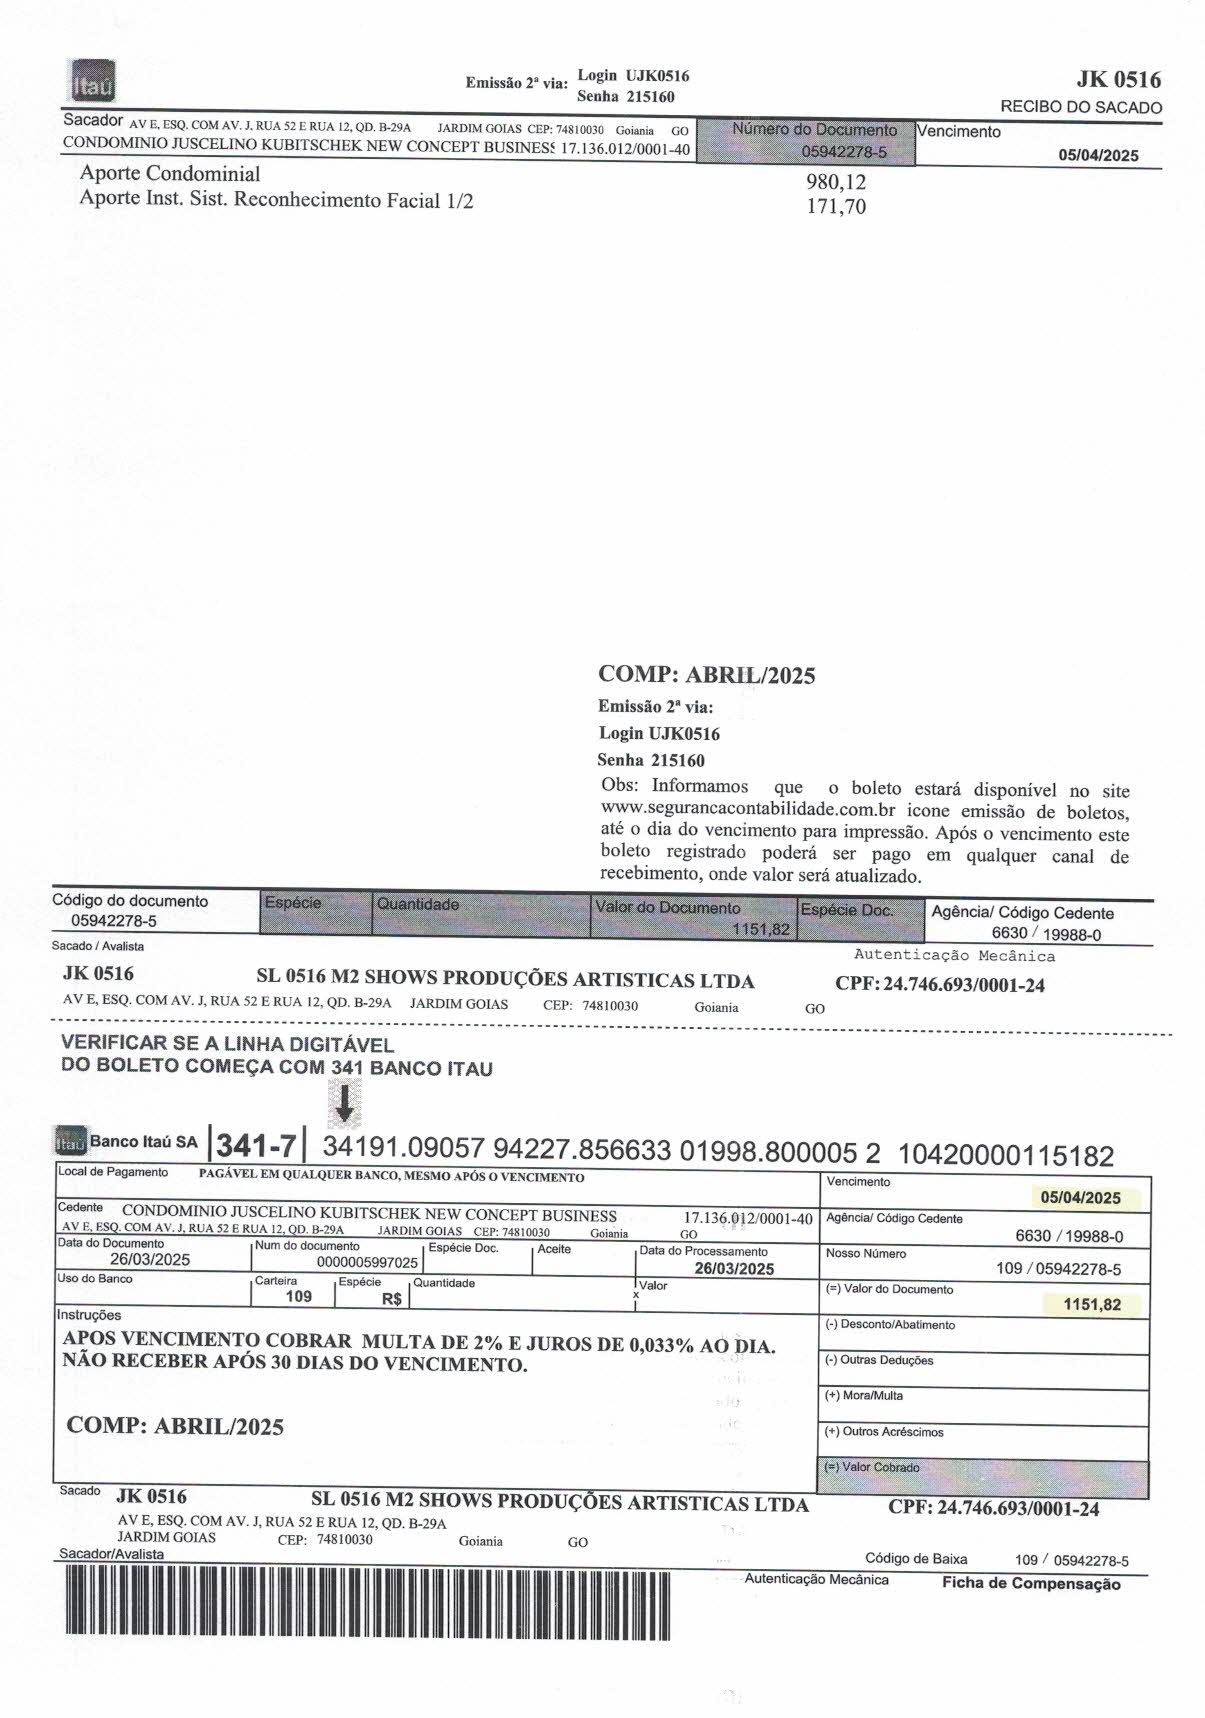 Itaú
Emissão 2ª via: Login UJK0516
Senha 215160
JK 0516
RECIBO DO SACADO
Sacador AV E, ESQ. COM AV. J, RUA 52 E RUA 12, QD. B-29A JARDIM GOIAS CEP: 74810030 Goiania GO
CONDOMINIO JUSCELINO KUBITSCHEK NEW CONCEPT BUSINESS 17.136.012/0001-40
Número do Documento
05942278-5
Vencimento
05/04/2025
Aporte Condominial 980,12
Aporte Inst. Sist. Reconhecimento Facial 1/2 171,70
COMP: ABRIL/2025
Emissão 2ª via:
Login UJK0516
Senha 215160
Obs: Informamos que o boleto estará disponível no site
www.segurancacontabilidade.com.br icone emissão de boletos,
até o dia do vencimento para impressão. Após o vencimento este
boleto registrado poderá ser pago em qualquer canal de
recebimento, onde valor será atualizado.
Código do documento Espécie Quantidade Valor do Documento Espécie Doc. Agência/ Código Cedente
05942278-5 1151,82 6630 / 19988-0
Sacado / Avalista Autenticação Mecânica
JK 0516 SL 0516 M2 SHOWS PRODUÇÕES ARTISTICAS LTDA CPF: 24.746.693/0001-24
AV E, ESQ. COM AV. J, RUA 52 E RUA 12, QD. B-29A JARDIM GOIAS CEP: 74810030 Goiania GO
VERIFICAR SE A LINHA DIGITÁVEL
DO BOLETO COMEÇA COM 341 BANCO ITAU
Itaú Banco Itaú SA 341-7 34191.09057 94227.856633 01998.800005 2 10420000115182
Local de Pagamento PAGÁVEL EM QUALQUER BANCO, MESMO APÓS O VENCIMENTO
Vencimento
05/04/2025
Cedente CONDOMINIO JUSCELINO KUBITSCHEK NEW CONCEPT BUSINESS 17.136.012/0001-40
AV E, ESQ. COM AV. J, RUA 52 E RUA 12, QD. B-29A JARDIM GOIAS CEP: 74810030 Goiania GO
Agência/ Código Cedente
6630 / 19988-0
Data do Documento Num do documento Espécie Doc. Aceite Data do Processamento Nosso Número
26/03/2025 0000005997025 26/03/2025 109 / 05942278-5
Uso do Banco Carteira Espécie Quantidade Valor (=) Valor do Documento
109 R$ x 1151,82
Instruções
APOS VENCIMENTO COBRAR MULTA DE 2% E JUROS DE 0,033% AO DIA.
NÃO RECEBER APÓS 30 DIAS DO VENCIMENTO.
COMP: ABRIL/2025
(-) Desconto/Abatimento
(-) Outras Deduções
(+) Mora/Multa
(+) Outros Acréscimos
(=) Valor Cobrado
Sacado JK 0516 SL 0516 M2 SHOWS PRODUÇÕES ARTISTICAS LTDA CPF: 24.746.693/0001-24
AV E, ESQ. COM AV. J, RUA 52 E RUA 12, QD. B-29A
JARDIM GOIAS CEP: 74810030 Goiania GO
Sacador/Avalista Código de Baixa 109 / 05942278-5
Autenticação Mecânica Ficha de Compensação